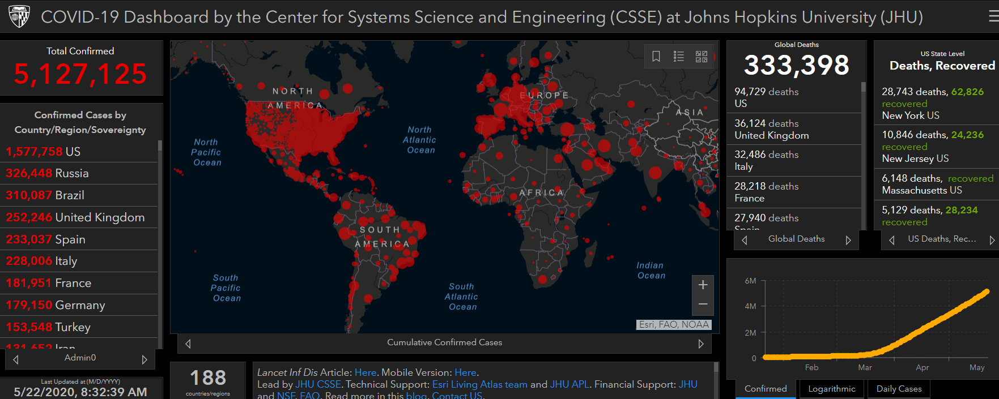 COVID-19 Dashboard by the Center for Systems Science and Engineering (CSSE) at Johns Hopkins University (JHU)
Total Confirmed
5,127,125
Confirmed Cases by
Country/Region/Sovereignty
1,577,758 US
326,448 Russia
310,087 Brazil
252,246 United Kingdom
233,037 Spain
228,006 Italy
181,951 France
179,150 Germany
153,548 Turkey
131,652 Iran
Admin0
Last Updated at (M/D/YYYY)
5/22/2020, 8:32:39 AM
NORTH
AMERICA
EUROPE
ASIA
North
Pacific
Ocean
North
Atlantic
Ocean
AFRICA
SOUTH
AMERICA
South
Pacific
Ocean
South
Atlantic
Ocean
Indian
Ocean
Esri, FAO, NOAA
Cumulative Confirmed Cases
188
countries/regions
Lancet Inf Dis Article: Here. Mobile Version: Here.
Lead by JHU CSSE. Technical Support: Esri Living Atlas team and JHU APL. Financial Support: JHU
and NSF. FAO. Read more in this blog. Contact US.
Global Deaths
333,398
94,729 deaths
US
36,124 deaths
United Kingdom
32,486 deaths
Italy
28,218 deaths
France
27,940 deaths
Spain
Global Deaths
US State Level
Deaths, Recovered
28,743 deaths, 62,826
recovered
New York US
10,846 deaths, 24,236
recovered
New Jersey US
6,148 deaths, recovered
Massachusetts US
5,129 deaths, 28,234
recovered
US Deaths, Rec...
6M
4M
2M
0
Feb
Mar
Apr
May
Confirmed
Logarithmic
Daily Cases